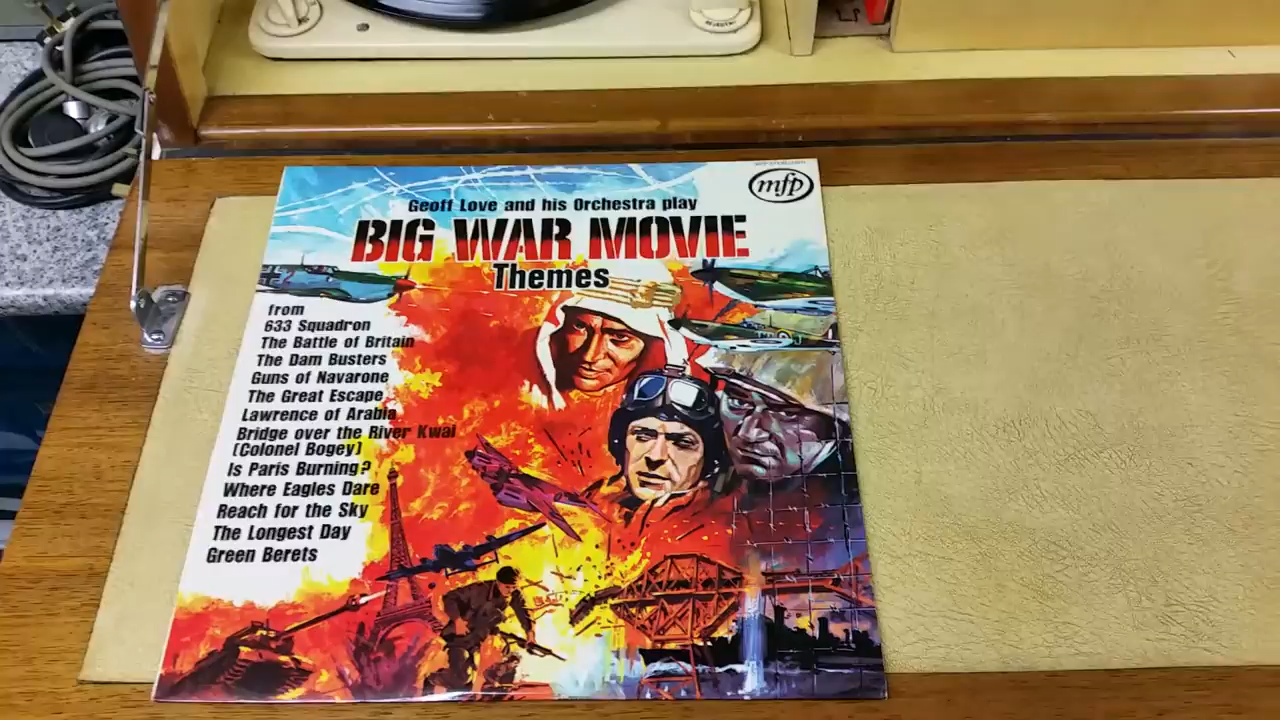 mfp
Geoff Love and his Orchestra play
BIG WAR MOVIE
Themes
from
633 Squadron
The Battle of Britain
The Dam Busters
Guns of Navarone
The Great Escape
Lawrence of Arabia
Bridge over the River Kwai
(Colonel Bogey)
Is Paris Burning?
Where Eagles Dare
Reach for the Sky
The Longest Day
Green Berets